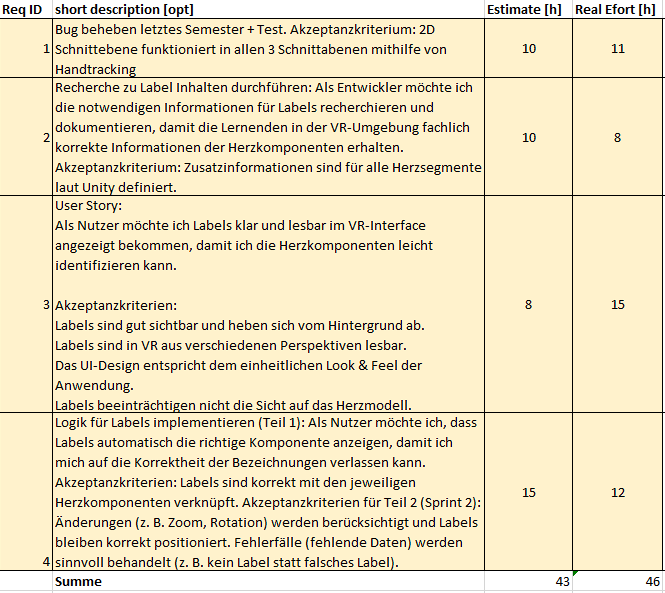 Req ID short description [opt] Estimate [h] Real Efort [h]
Bug beheben letztes Semester + Test. Akzeptanzkriterium: 2D
1 Schnittebene funktioniert in allen 3 Schnittabenen mithilfe von 10 11
Handtracking
Recherche zu Label Inhalten durchführen: Als Entwickler möchte ich
die notwendigen Informationen für Labels recherchieren und
dokumentieren, damit die Lernenden in der VR-Umgebung fachlich
2 korrekte Informationen der Herzkomponenten erhalten. 10 8
Akzeptanzkriterium: Zusatzinformationen sind für alle Herzsegmente
laut Unity definiert.
User Story:
Als Nutzer möchte ich Labels klar und lesbar im VR-Interface
angezeigt bekommen, damit ich die Herzkomponenten leicht
identifizieren kann.
3 Akzeptanzkriterien: 8 15
Labels sind gut sichtbar und heben sich vom Hintergrund ab.
Labels sind in VR aus verschiedenen Perspektiven lesbar.
Das UI-Design entspricht dem einheitlichen Look & Feel der
Anwendung.
Labels beeinträchtigen nicht die Sicht auf das Herzmodell.
Logik für Labels implementieren (Teil 1): Als Nutzer möchte ich, dass
Labels automatisch die richtige Komponente anzeigen, damit ich
mich auf die Korrektheit der Bezeichnungen verlassen kann.
Akzeptanzkriterien: Labels sind korrekt mit den jeweiligen
Herzkomponenten verknüpft. Akzeptanzkriterien für Teil 2 (Sprint 2): 15 12
Änderungen (z. B. Zoom, Rotation) werden berücksichtigt und Labels
bleiben korrekt positioniert. Fehlerfälle (fehlende Daten) werden
4 sinnvoll behandelt (z. B. kein Label statt falsches Label).
Summe 43 46